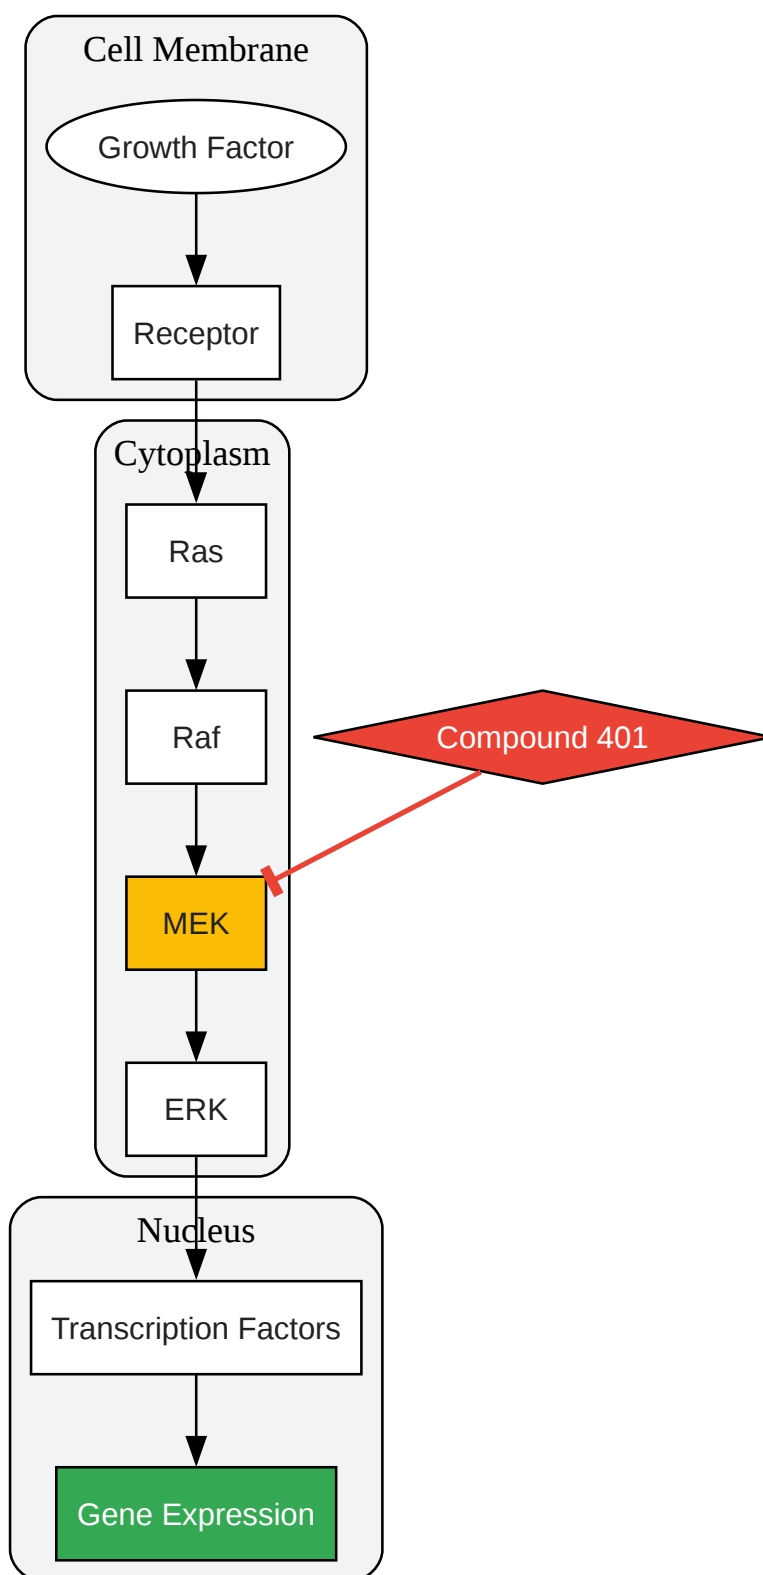 Cell Membrane
Growth Factor
Receptor
Cytoplasm
Ras
Raf
Compound 401
MEK
ERK
Nucleus
Transcription Factors
Gene Expression